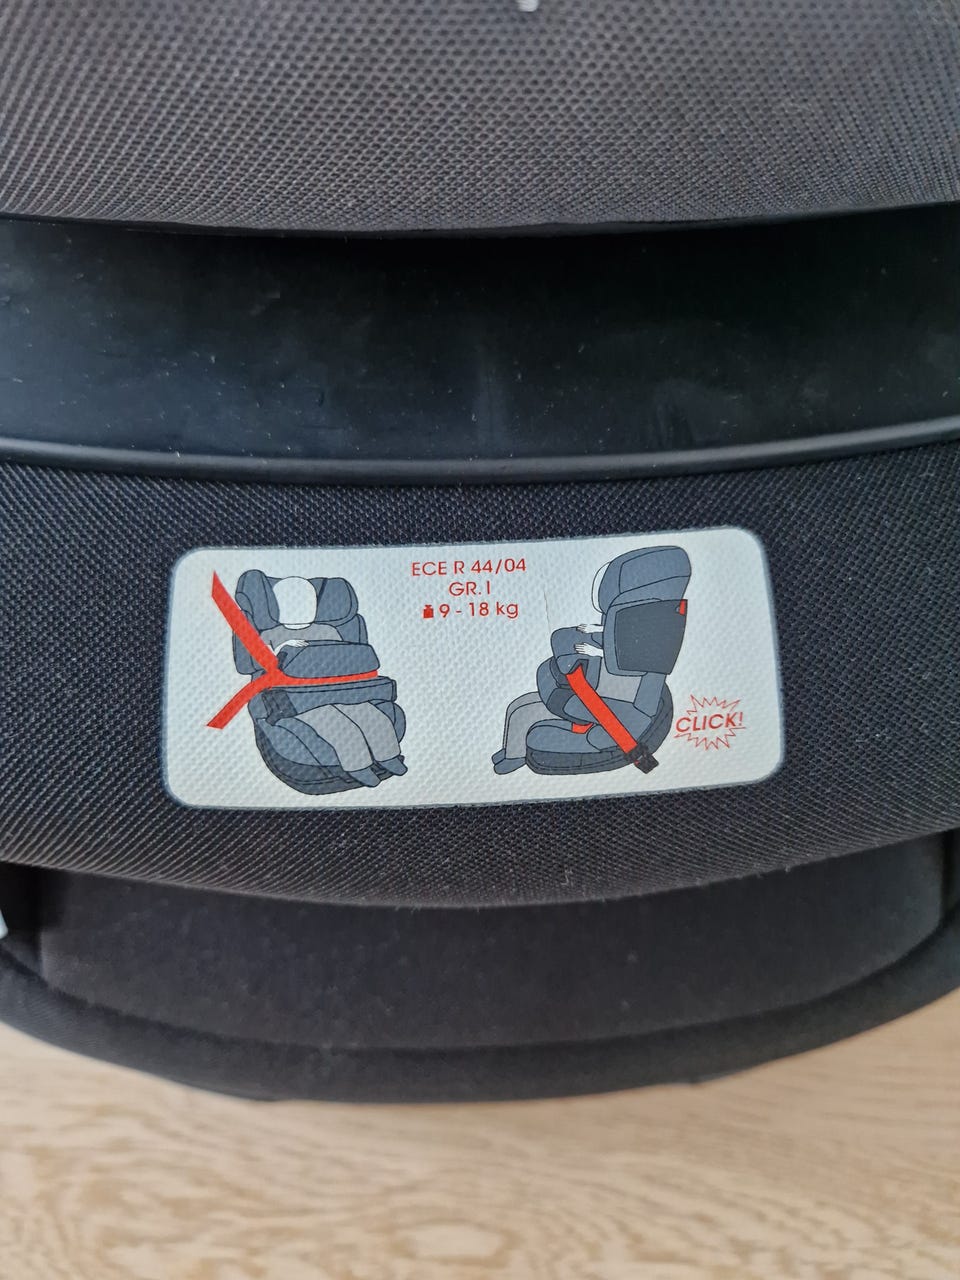 ECE R 44/04
GR. I
9 - 18 kg
CLICK!